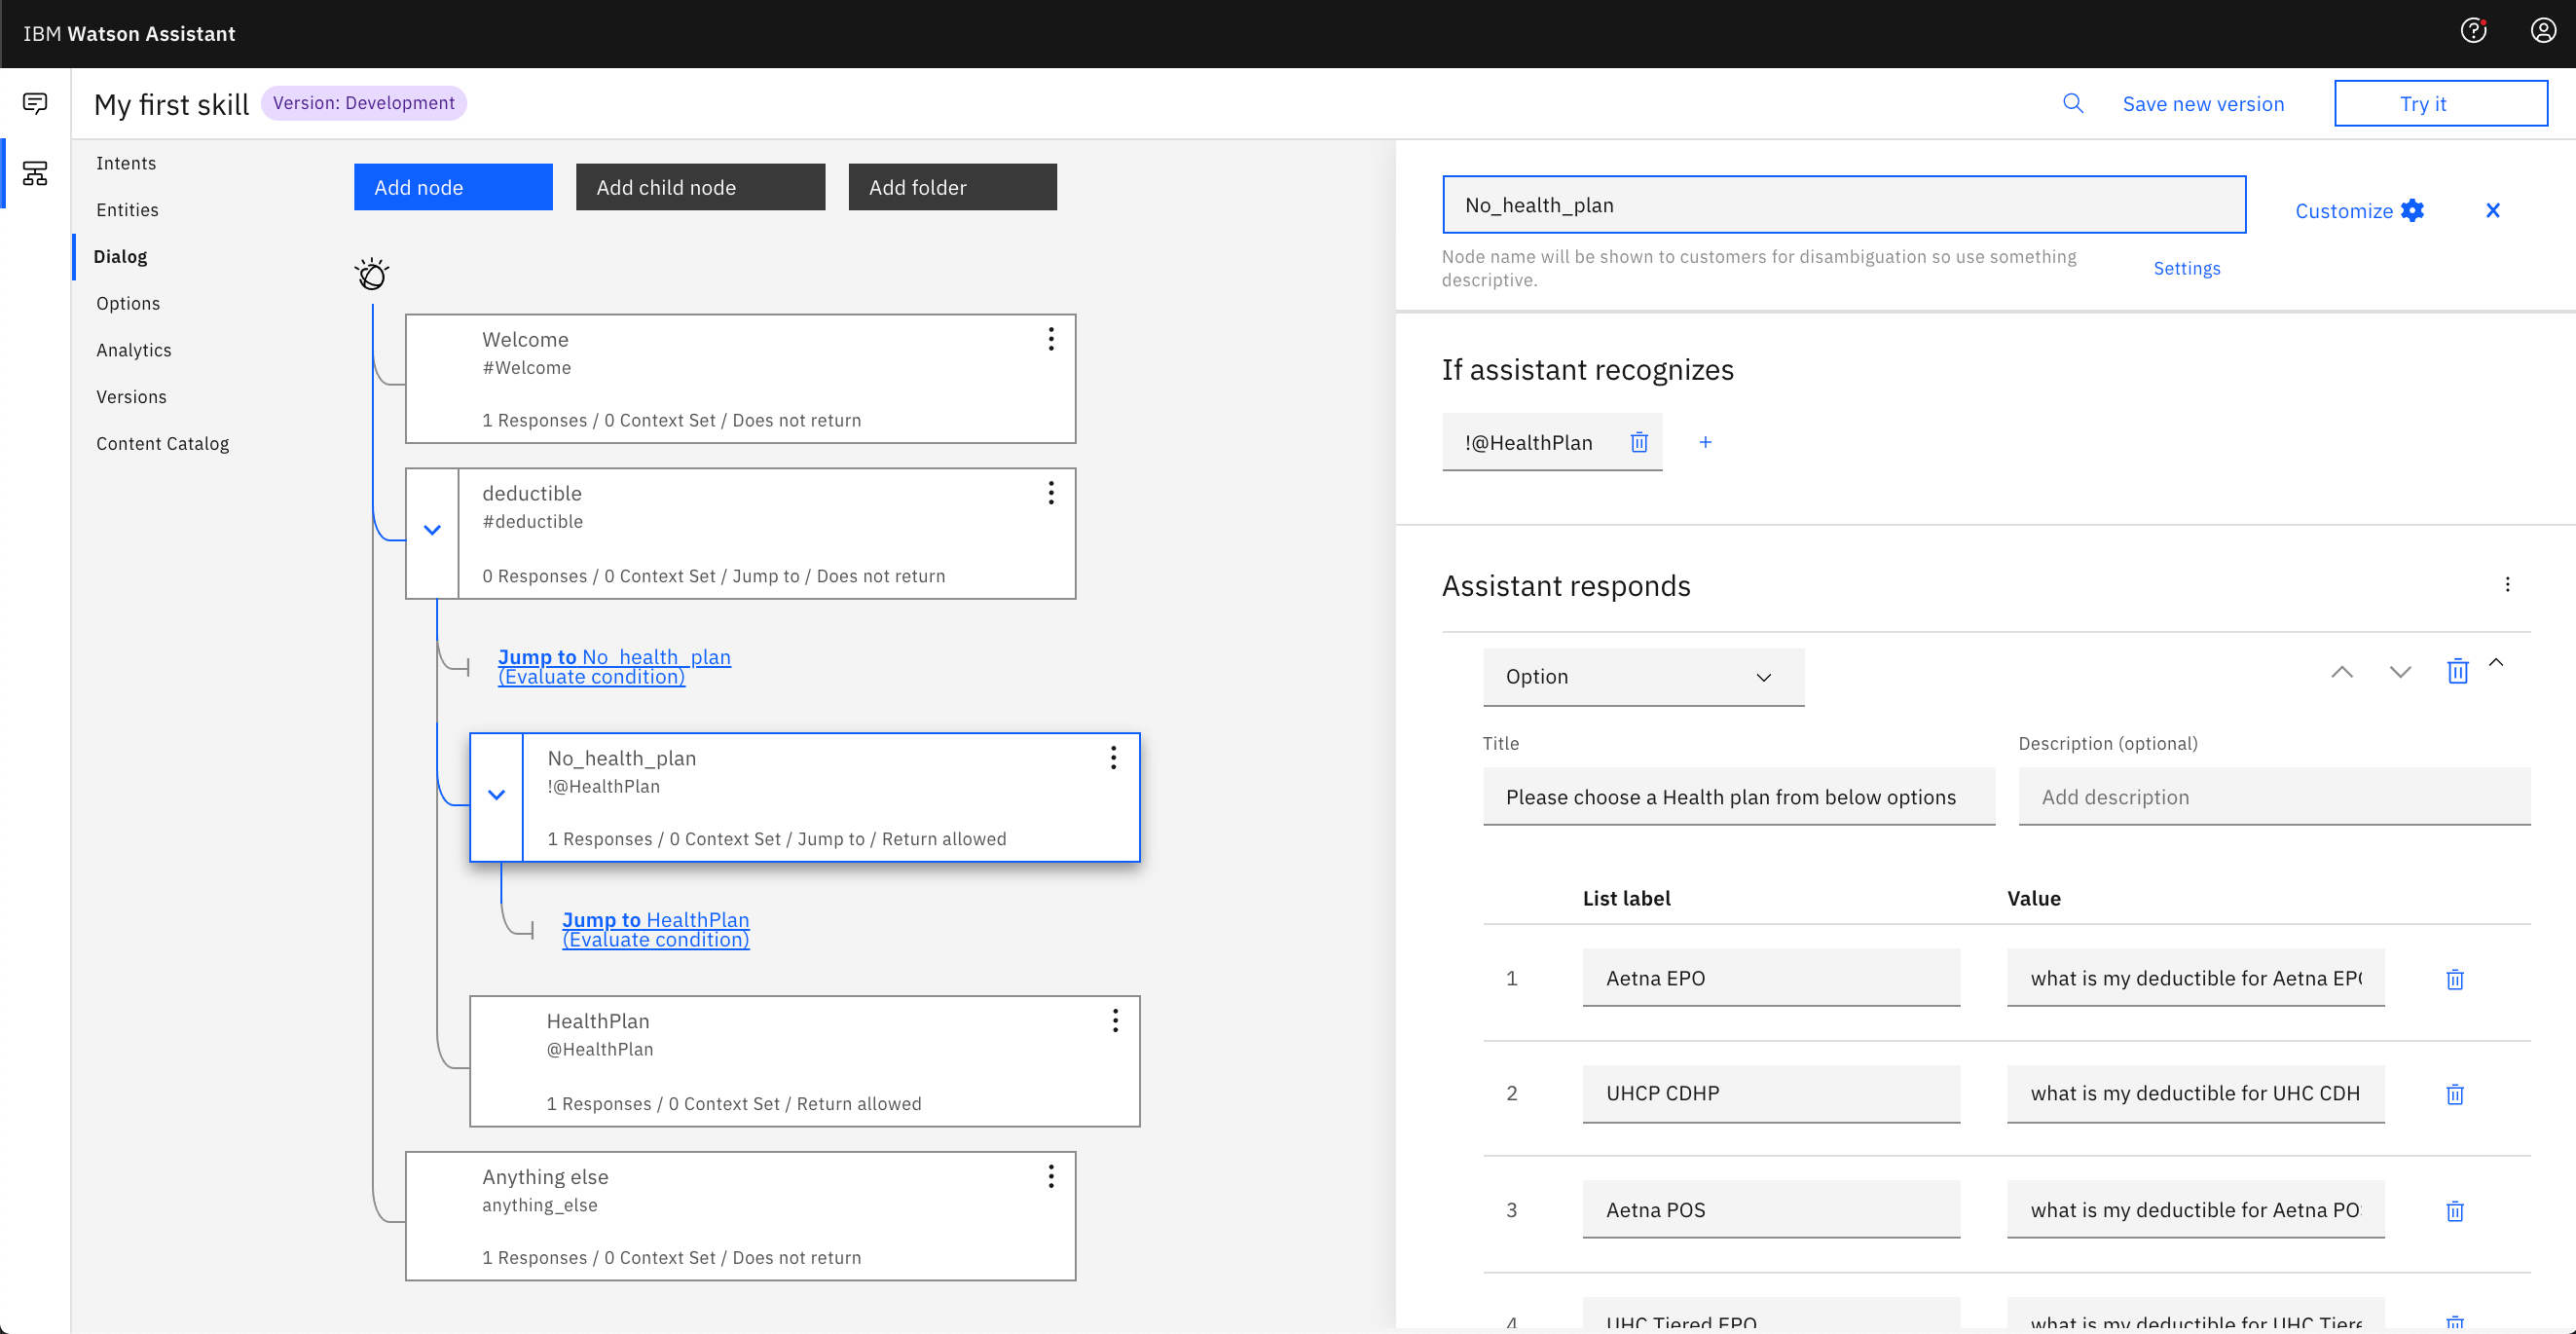 IBM Watson Assistant
My first skill
Version: Development
Save new version
Try it
Intents
Entities
Dialog
Options
Analytics
Versions
Content Catalog
Add node
Add child node
Add folder
Welcome
#Welcome
1 Responses / 0 Context Set / Does not return
deductible
#deductible
0 Responses / 0 Context Set / Jump to / Does not return
Jump to No_health_plan
(Evaluate condition)
No_health_plan
!@HealthPlan
1 Responses / 0 Context Set / Jump to / Return allowed
Jump to HealthPlan
(Evaluate condition)
HealthPlan
@HealthPlan
1 Responses / 0 Context Set / Return allowed
Anything else
anything_else
1 Responses / 0 Context Set / Does not return
No_health_plan
Customize
Node name will be shown to customers for disambiguation so use something
descriptive.
Settings
If assistant recognizes
!@HealthPlan
+
Assistant responds
Option
Title
Description (optional)
Please choose a Health plan from below options
Add description
List label
Value
1
Aetna EPO
what is my deductible for Aetna EP
2
UHCP CDHP
what is my deductible for UHC CDH
3
Aetna POS
what is my deductible for Aetna PO
4
UHC Tiered EPO
what is my deductible for UHC Tiere